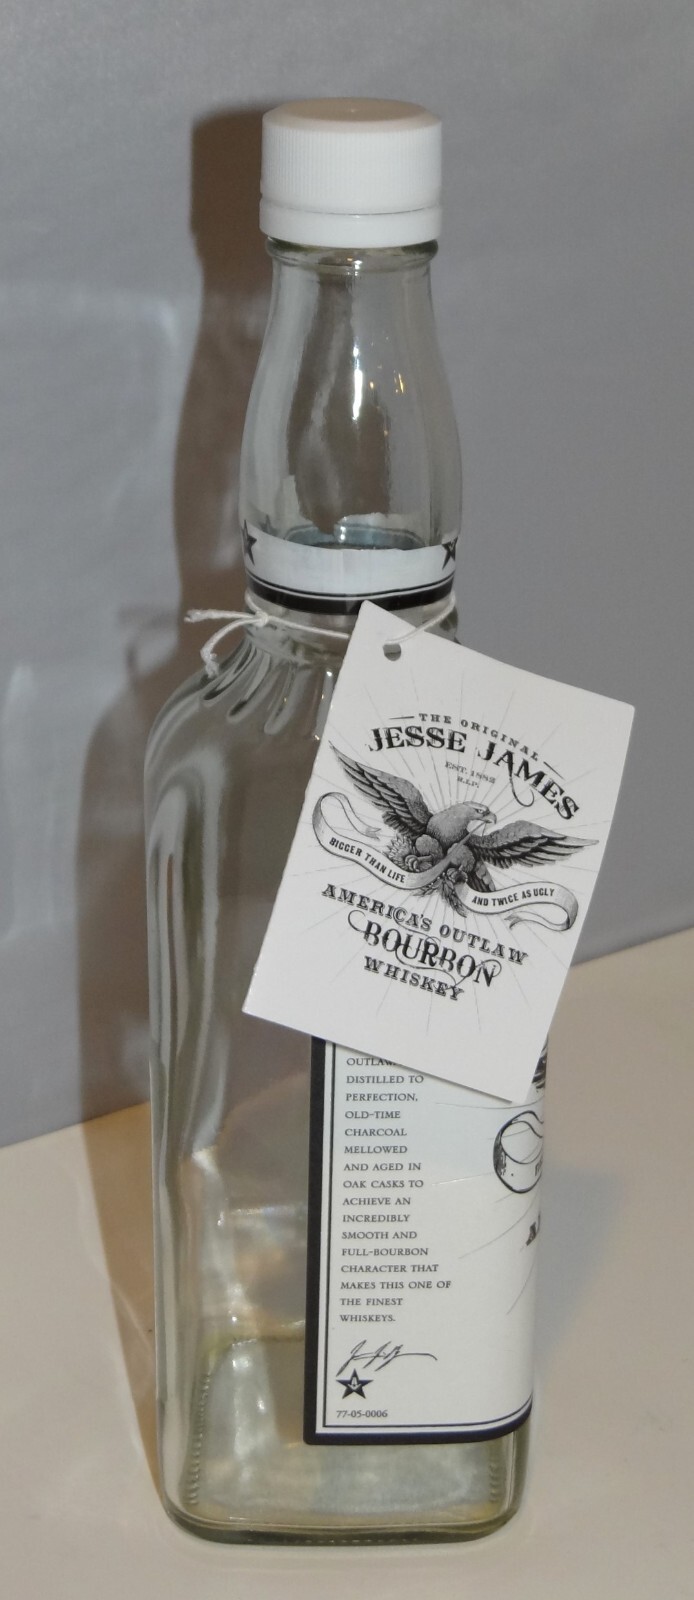 THE ORIGINAL
JESSE JAMES
EST. 1882
R.I.P.
BIGGER THAN LIFE
AND TWICE AS UGLY
AMERICA'S OUTLAW
BOURBON
WHISKEY
DISTILLED TO
PERFECTION,
OLD-TIME
CHARCOAL
MELLOWED
AND AGED IN
OAK CASKS TO
ACHIEVE AN
INCREDIBLY
SMOOTH AND
FULL-BOURBON
CHARACTER THAT
MAKES THIS ONE OF
THE FINEST
WHISKEYS.
77-05-0006